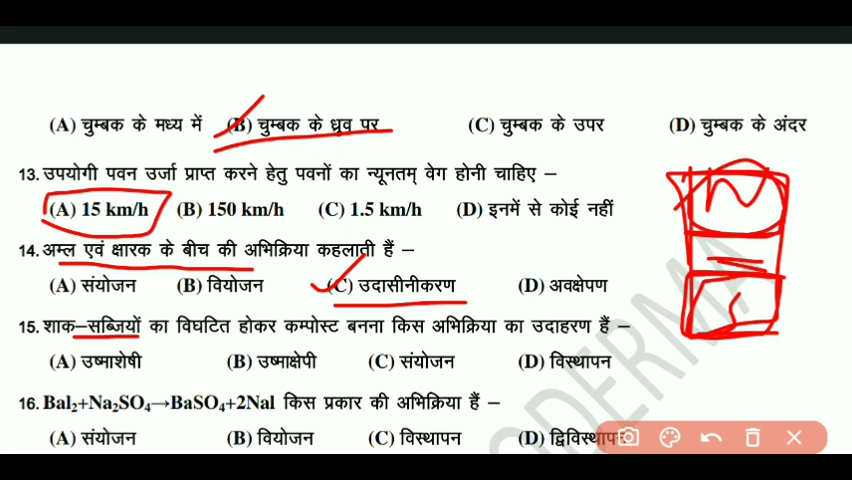 (A) चुम्बक के मध्य में (B) चुम्बक के ध्रुव पर (C) चुम्बक के उपर (D) चुम्बक के अंदर
13. उपयोगी पवन उर्जा प्राप्त करने हेतु पवनों का न्यूनतम् वेग होनी चाहिए –
(A) 15 km/h (B) 150 km/h (C) 1.5 km/h (D) इनमें से कोई नहीं
14. अम्ल एवं क्षारक के बीच की अभिक्रिया कहलाती हैं –
(A) संयोजन (B) वियोजन (C) उदासीनीकरण (D) अवक्षेपण
15. शाक–सब्जियों का विघटित होकर कम्पोस्ट बनना किस अभिक्रिया का उदाहरण हैं –
(A) उष्माशेषी (B) उष्माक्षेपी (C) संयोजन (D) विस्थापन
16. BaI₂+Na₂SO₄→BaSO₄+2NaI किस प्रकार की अभिक्रिया हैं –
(A) संयोजन (B) वियोजन (C) विस्थापन (D) द्विविस्थापन
N
S
ODERMA